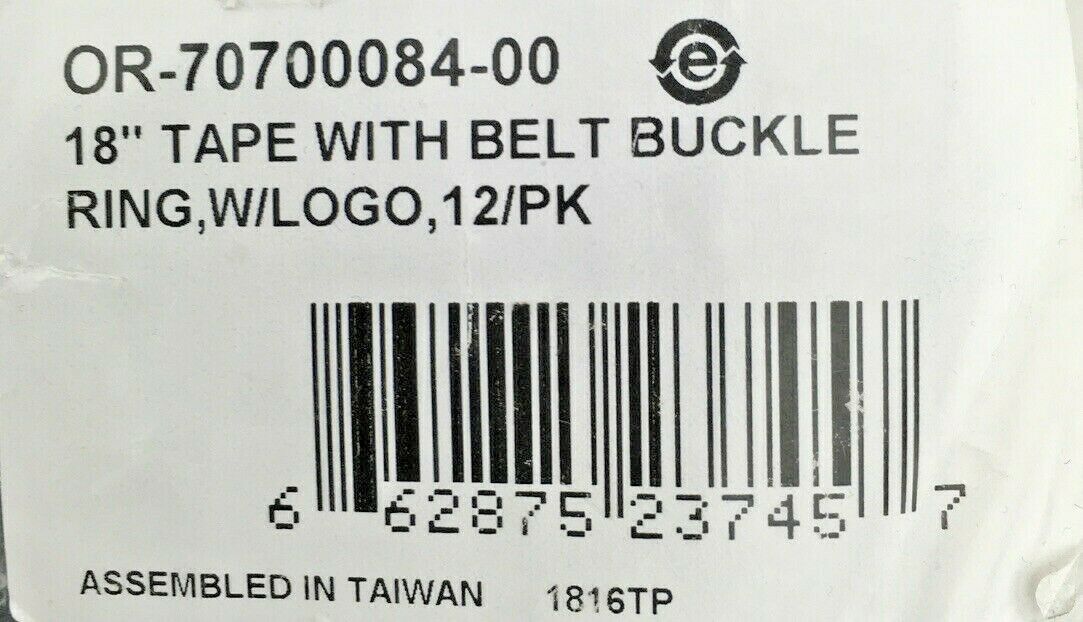 OR-70700084-00
e
18" TAPE WITH BELT BUCKLE
RING,W/LOGO,12/PK
6 62875 23745 7
ASSEMBLED IN TAIWAN 1816TP